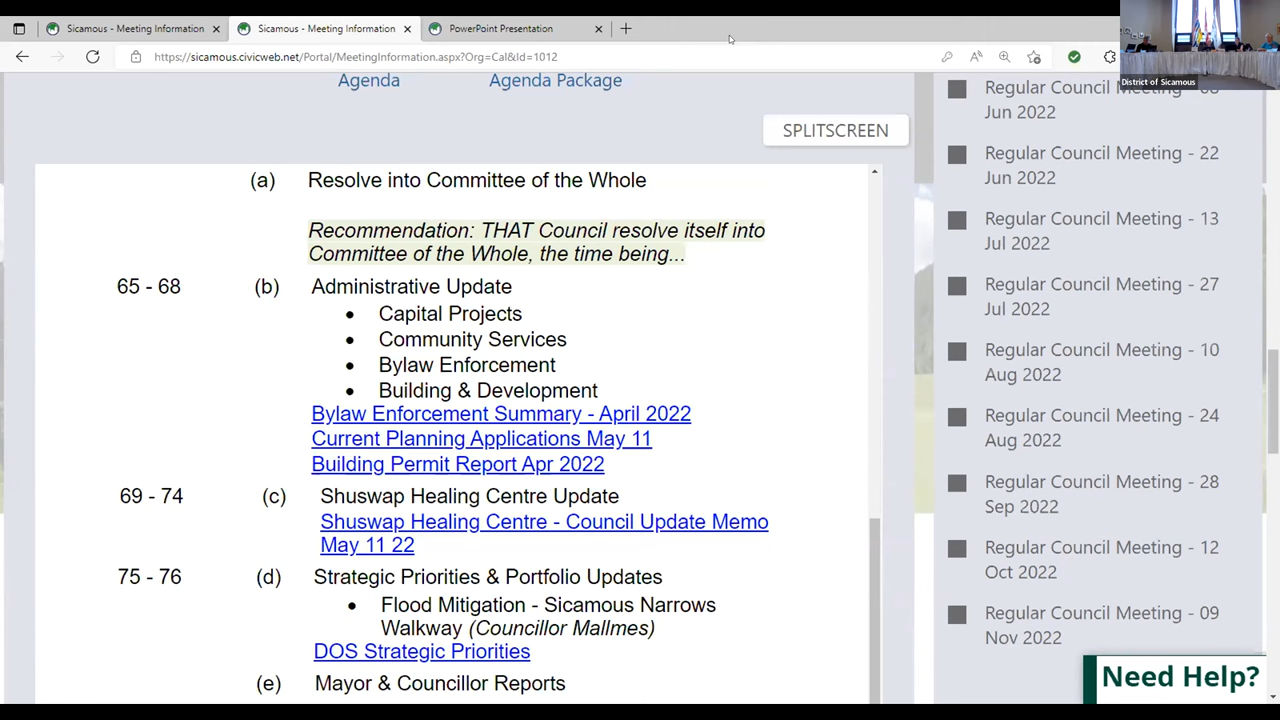 Sicamous - Meeting Information
Sicamous - Meeting Information
PowerPoint Presentation
https://sicamous.civicweb.net/Portal/MeetingInformation.aspx?Org=Cal&Id=1012
District of Sicamous
Agenda
Agenda Package
SPLITSCREEN
(a) Resolve into Committee of the Whole
Recommendation: THAT Council resolve itself into
Committee of the Whole, the time being...
65 - 68 (b) Administrative Update
• Capital Projects
• Community Services
• Bylaw Enforcement
• Building & Development
Bylaw Enforcement Summary - April 2022
Current Planning Applications May 11
Building Permit Report Apr 2022
69 - 74 (c) Shuswap Healing Centre Update
Shuswap Healing Centre - Council Update Memo
May 11 22
75 - 76 (d) Strategic Priorities & Portfolio Updates
• Flood Mitigation - Sicamous Narrows
Walkway (Councillor Mallmes)
DOS Strategic Priorities
(e) Mayor & Councillor Reports
Regular Council Meeting -
Jun 2022
Regular Council Meeting - 22
Jun 2022
Regular Council Meeting - 13
Jul 2022
Regular Council Meeting - 27
Jul 2022
Regular Council Meeting - 10
Aug 2022
Regular Council Meeting - 24
Aug 2022
Regular Council Meeting - 28
Sep 2022
Regular Council Meeting - 12
Oct 2022
Regular Council Meeting - 09
Nov 2022
Need Help?